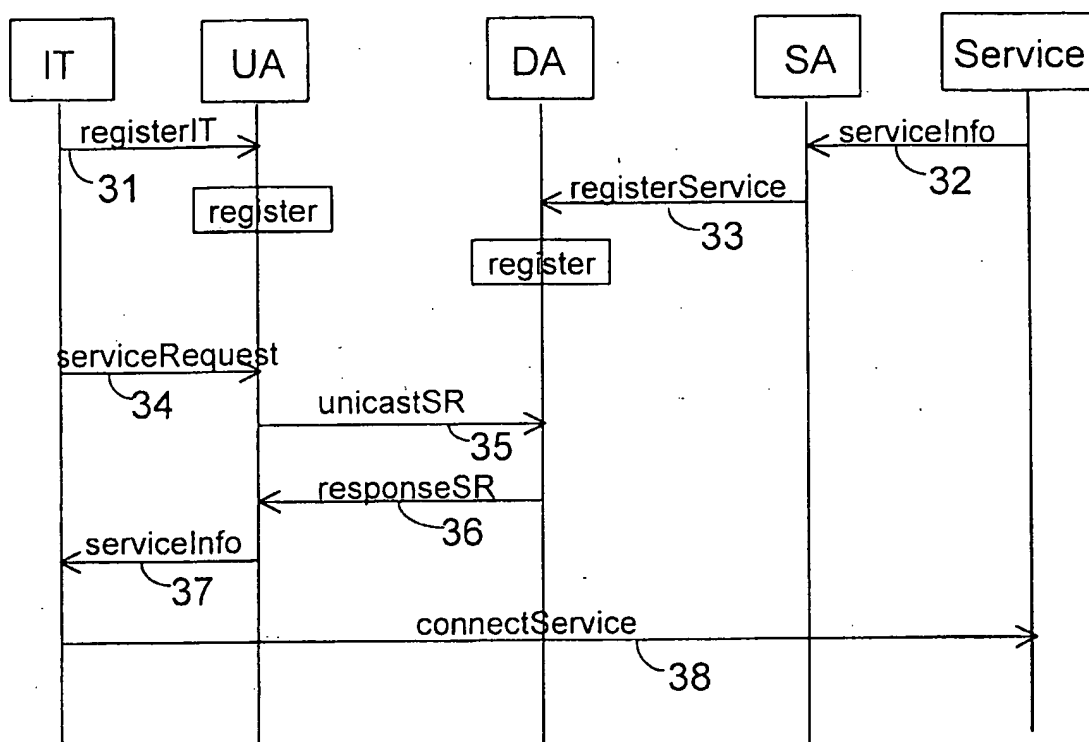 IT
UA
DA
SA
Service
registerIT
31
serviceInfo
32
register
registerService
33
register
serviceRequest
34
unicastSR
35
responseSR
36
serviceInfo
37
connectService
38